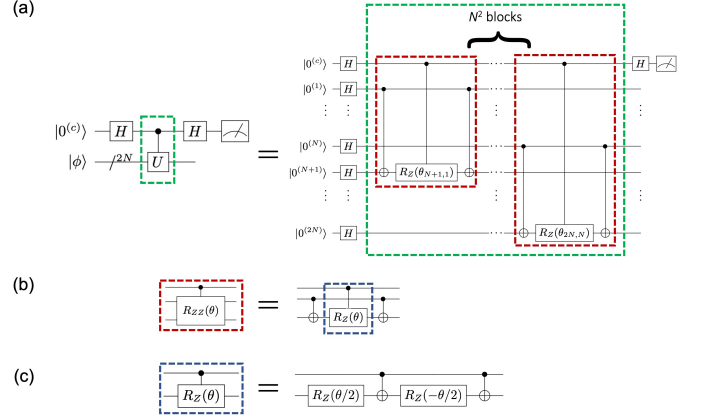 (a)
N² blocks
|0⁽ᶜ⁾⟩ H H
|0⁽¹⁾⟩ H
⋮ ⋮ ⋮ ⋮
|0⁽ᶜ⁾⟩ H H
|0⁽ᴺ⁾⟩ H
|ϕ⟩ /2N U =
|0⁽ᴺ⁺¹⁾⟩ H R_Z(θ_{N+1,1})
⋮ ⋮ ⋮ ⋮
|0⁽²ᴺ⁾⟩ H R_Z(θ_{2N,N})
(b)
R_{ZZ}(θ) = R_Z(θ)
(c)
R_Z(θ) = R_Z(θ/2) R_Z(−θ/2)